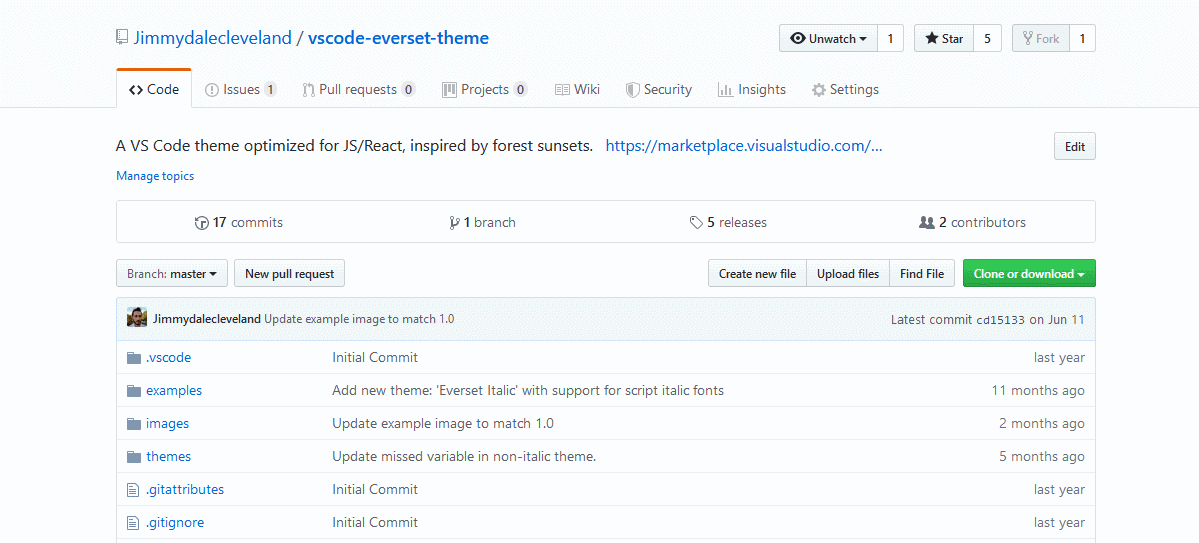 Jimmydalecleveland / vscode-everset-theme
Unwatch 1 Star 5 Fork 1
Code Issues 1 Pull requests 0 Projects 0 Wiki Security Insights Settings
A VS Code theme optimized for JS/React, inspired by forest sunsets. https://marketplace.visualstudio.com/... Edit
Manage topics
17 commits 1 branch 5 releases 2 contributors
Branch: master New pull request Create new file Upload files Find File Clone or download
Jimmydalecleveland Update example image to match 1.0 Latest commit cd15133 on Jun 11
.vscode Initial Commit last year
examples Add new theme: 'Everset Italic' with support for script italic fonts 11 months ago
images Update example image to match 1.0 2 months ago
themes Update missed variable in non-italic theme. 5 months ago
.gitattributes Initial Commit last year
.gitignore Initial Commit last year